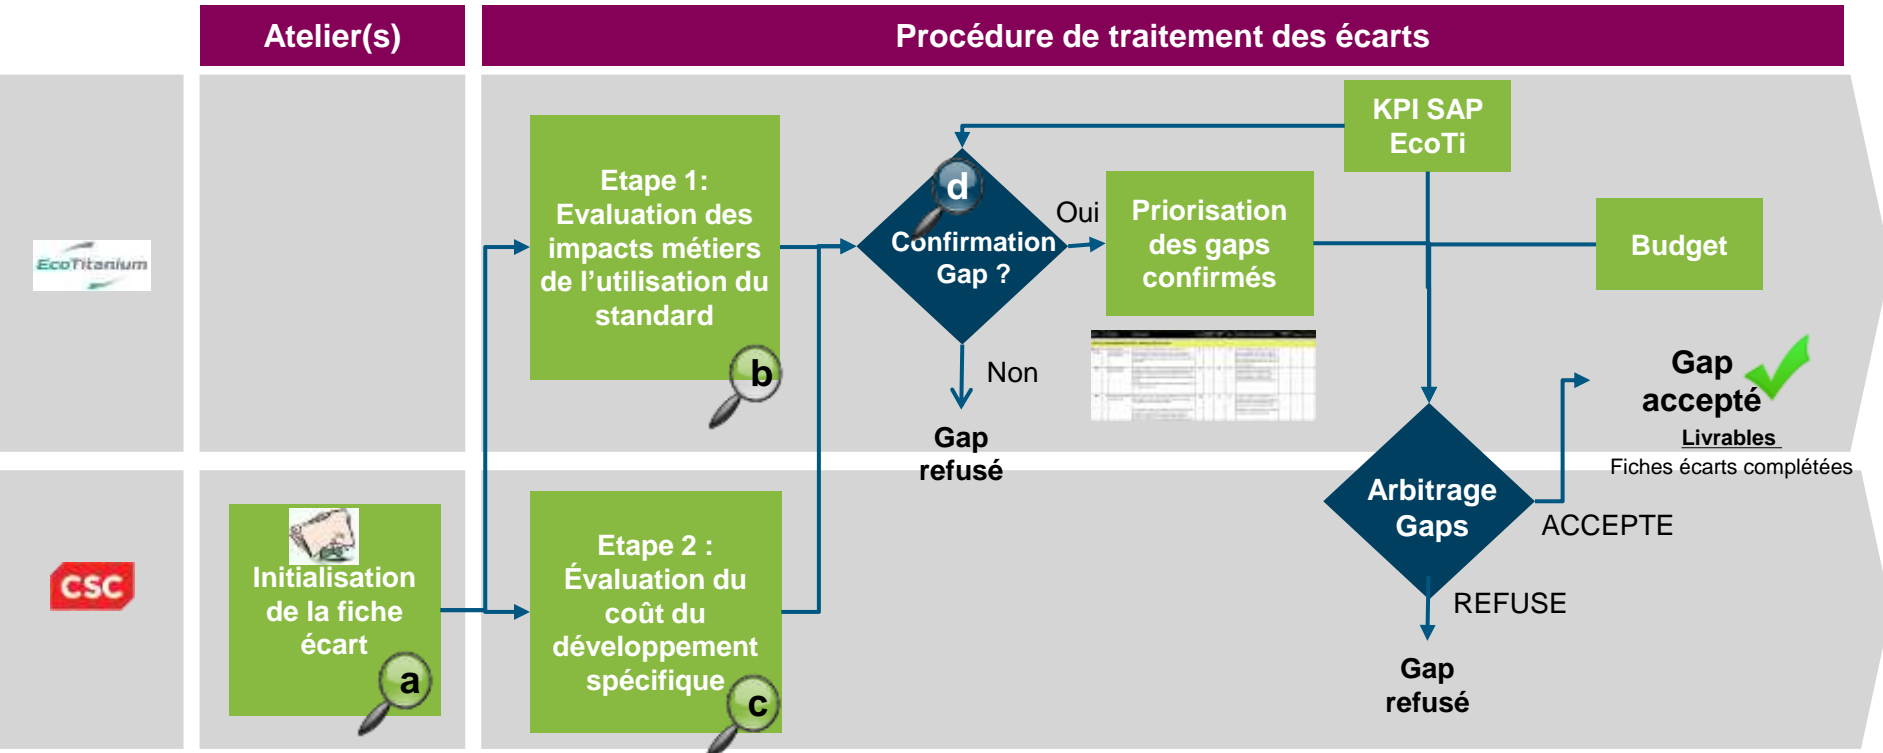 Atelier(s)
Procédure de traitement des écarts
EcoTitanium
Etape 1:
Evaluation des
impacts métiers
de l'utilisation du
standard
b
d
Confirmation
Gap ?
Oui
Non
Gap
refusé
Priorisation
des gaps
confirmés
KPI SAP
EcoTi
Budget
Gap
accepté
Livrables
Fiches écarts complétées
CSC
Initialisation
de la fiche
écart
a
Etape 2 :
Évaluation du
coût du
développement
spécifique
c
Arbitrage
Gaps
ACCEPTE
REFUSE
Gap
refusé